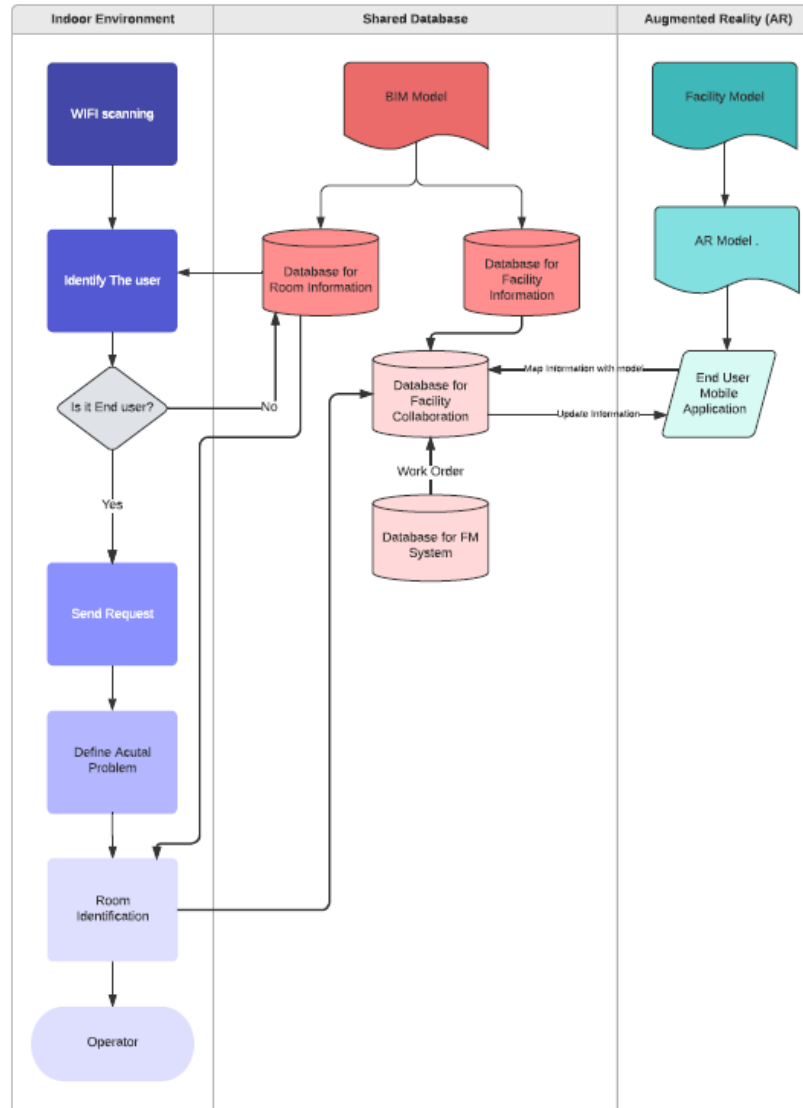 Indoor Environment
Shared Database
Augmented Reality (AR)
WIFI scanning
BIM Model
Facility Model
Identify The user
Database for
Room Information
Database for
Facility
Information
AR Model .
Is it End user?
No
Database for
Facility
Collaboration
Map Information with model
Update Information
End User
Mobile
Application
Work Order
Yes
Database for FM
System
Send Request
Define Acutal
Problem
Room
Identification
Operator